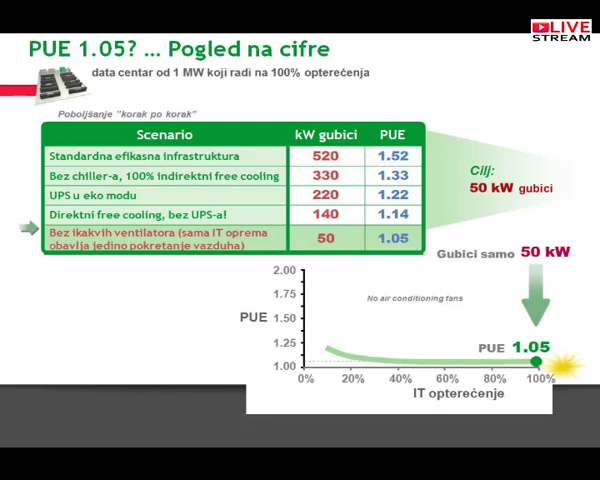 LIVE
STREAM
PUE 1.05? ... Pogled na cifre
data centar od 1 MW koji radi na 100% opterećenja
Poboljšanje "korak po korak"
Scenario kW gubici PUE
Standardna efikasna infrastruktura 520 1.52
Bez chiller-a, 100% indirektni free cooling 330 1.33
UPS u eko modu 220 1.22
Direktni free cooling, bez UPS-a! 140 1.14
Bez ikakvih ventilatora (sama IT oprema
obavlja jedino pokretanje vazduha) 50 1.05
Cilj:
50 kW gubici
Gubici samo 50 kW
2.00
No air conditioning fans
1.75
1.50
PUE
1.25
PUE 1.05
1.00
0% 20% 40% 60% 80% 100%
IT opterećenje